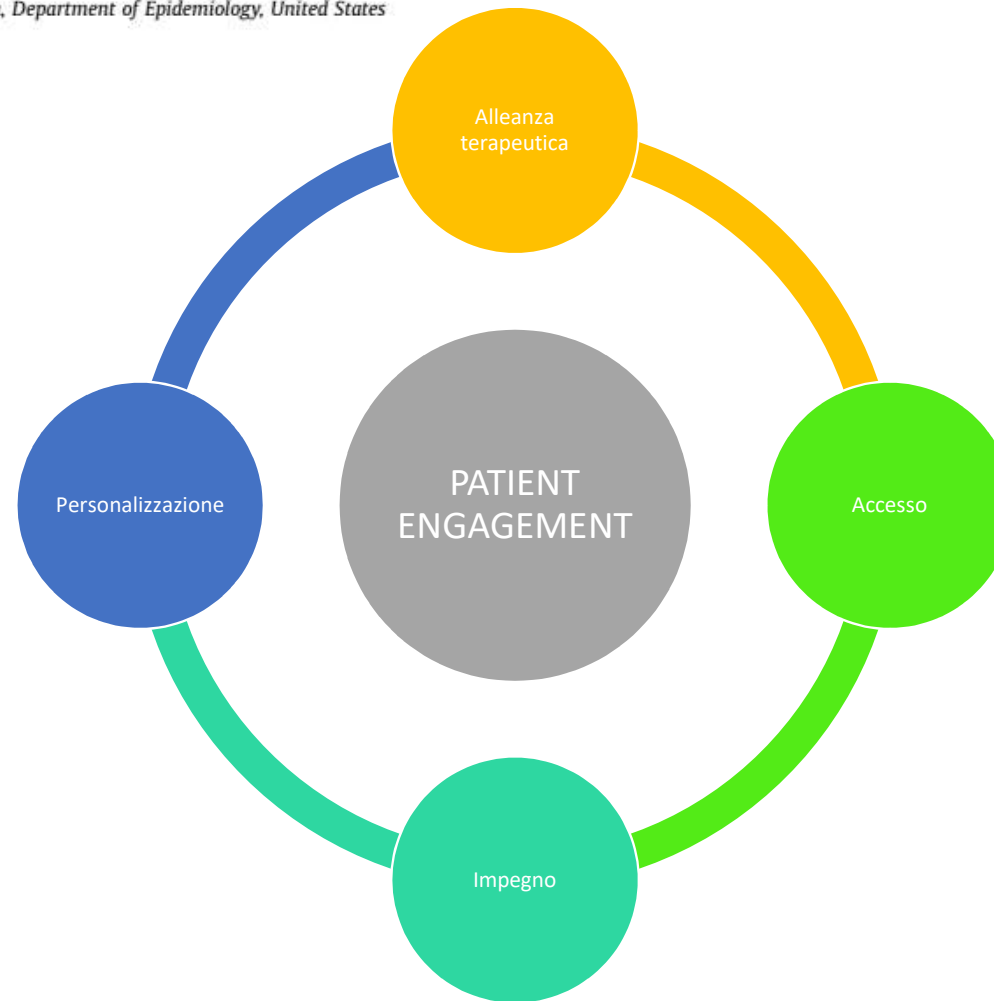 , Department of Epidemiology, United States
Alleanza
terapeutica
Personalizzazione
PATIENT
ENGAGEMENT
Accesso
Impegno